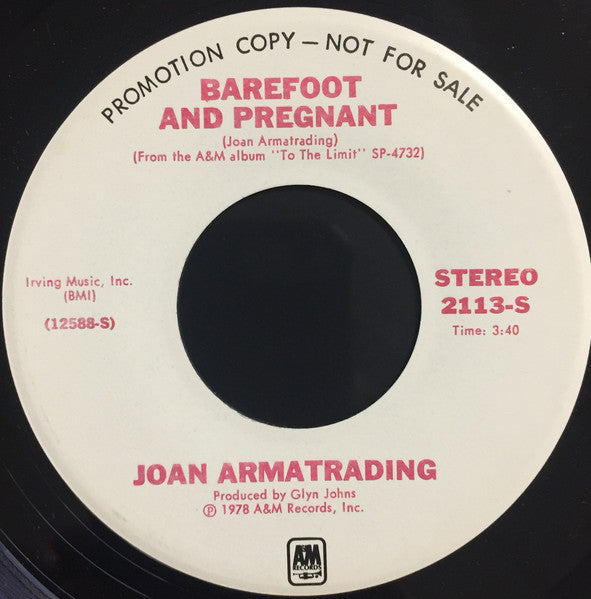 PROMOTION COPY — NOT FOR SALE
BAREFOOT
AND PREGNANT
(Joan Armatrading)
(From the A&M album "To The Limit" SP-4732)
Irving Music, Inc.
(BMI)
(12588-S)
STEREO
2113-S
Time: 3:40
JOAN ARMATRADING
Produced by Glyn Johns
℗ 1978 A&M Records, Inc.
A&M
RECORDS